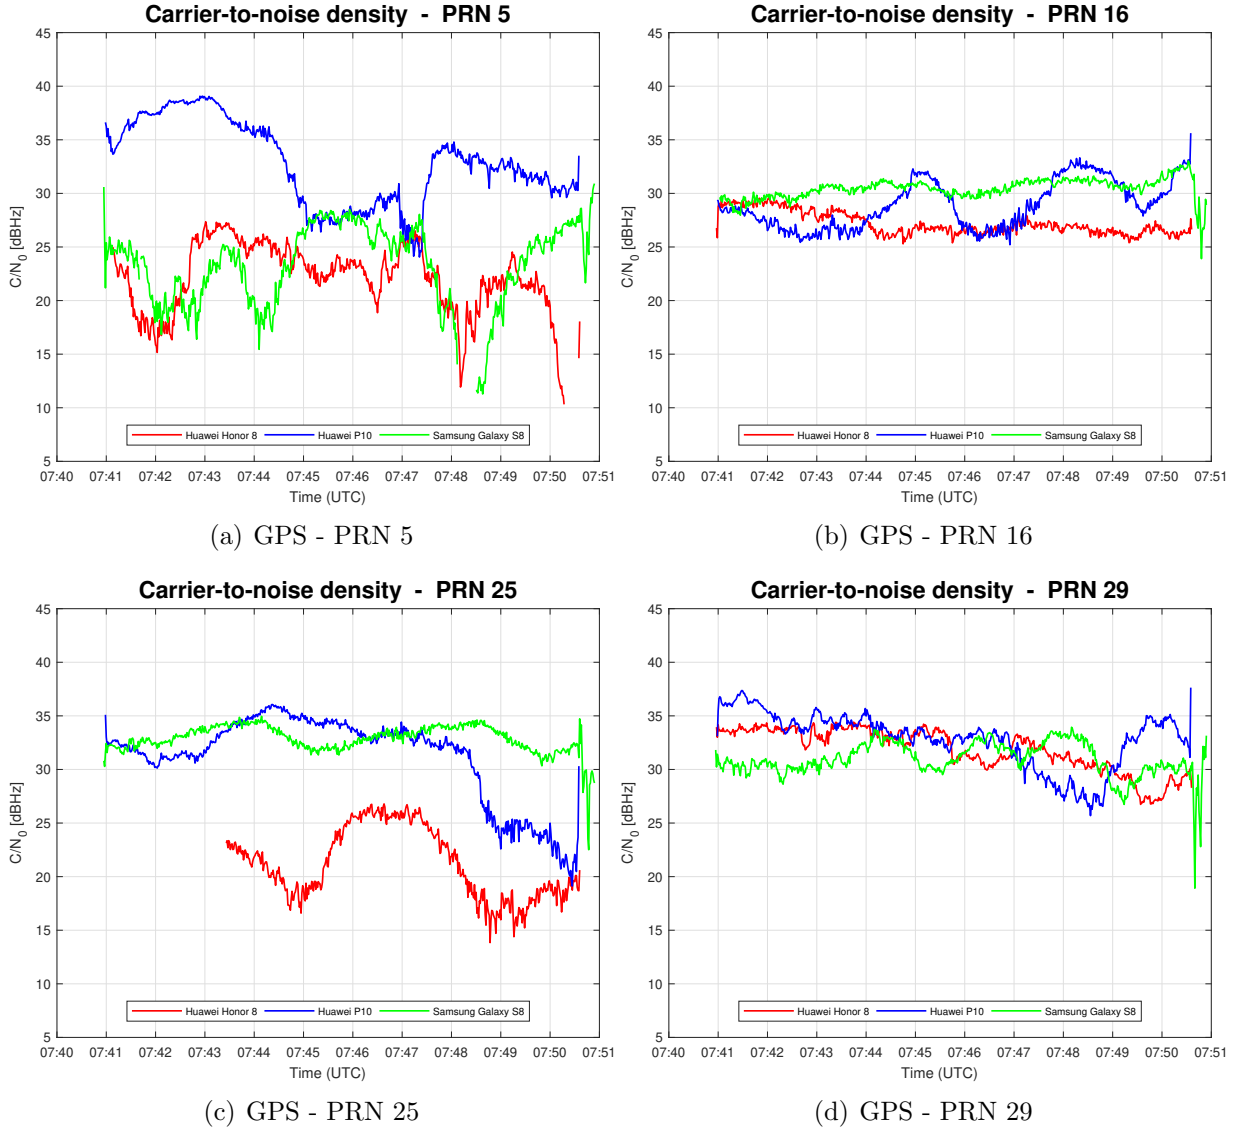 Carrier-to-noise density - PRN 5
45
40
35
30
25
20
15
10
5
C/N0 [dBHz]
Huawei Honor 8 Huawei P10 Samsung Galaxy S8
07:40 07:41 07:42 07:43 07:44 07:45 07:46 07:47 07:48 07:49 07:50 07:51
Time (UTC)
(a) GPS - PRN 5
Carrier-to-noise density - PRN 16
45
40
35
30
25
20
15
10
5
C/N0 [dBHz]
Huawei Honor 8 Huawei P10 Samsung Galaxy S8
07:40 07:41 07:42 07:43 07:44 07:45 07:46 07:47 07:48 07:49 07:50 07:51
Time (UTC)
(b) GPS - PRN 16
Carrier-to-noise density - PRN 25
45
40
35
30
25
20
15
10
5
C/N0 [dBHz]
Huawei Honor 8 Huawei P10 Samsung Galaxy S8
07:40 07:41 07:42 07:43 07:44 07:45 07:46 07:47 07:48 07:49 07:50 07:51
Time (UTC)
(c) GPS - PRN 25
Carrier-to-noise density - PRN 29
45
40
35
30
25
20
15
10
5
C/N0 [dBHz]
Huawei Honor 8 Huawei P10 Samsung Galaxy S8
07:40 07:41 07:42 07:43 07:44 07:45 07:46 07:47 07:48 07:49 07:50 07:51
Time (UTC)
(d) GPS - PRN 29